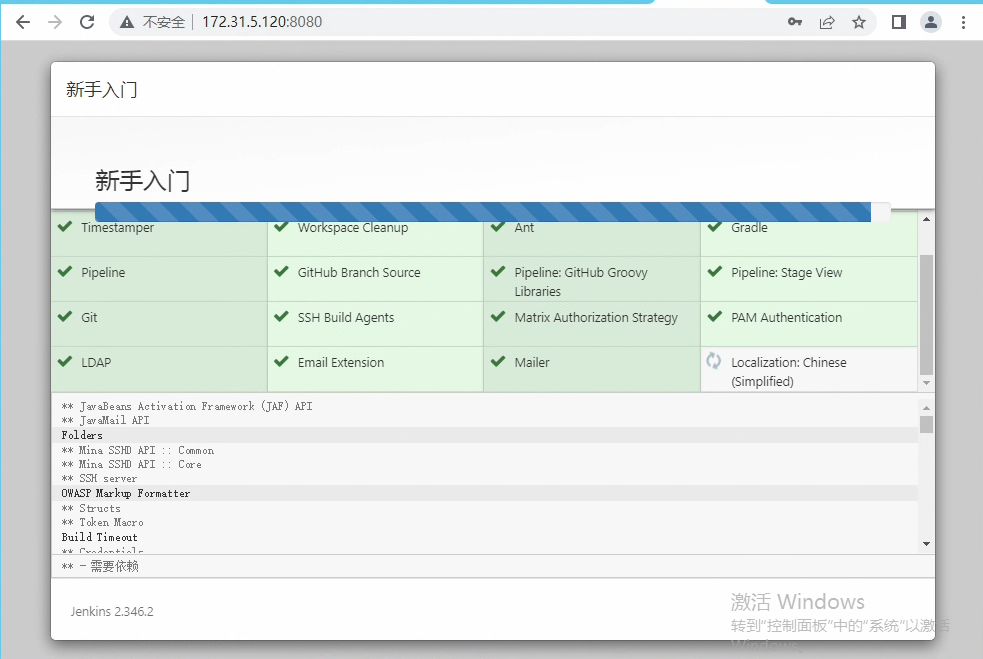 不安全 172.31.5.120:8080
新手入门
新手入门
Timestamper Workspace Cleanup Ant Gradle
Pipeline GitHub Branch Source Pipeline: GitHub Groovy Pipeline: Stage View
Libraries
Git SSH Build Agents Matrix Authorization Strategy PAM Authentication
LDAP Email Extension Mailer Localization: Chinese
(Simplified)
** JavaBeans Activation Framework (JAF) API
** JavaMail API
Folders
** Mina SSHD API :: Common
** Mina SSHD API :: Core
** SSH server
OWASP Markup Formatter
** Structs
** Token Macro
Build Timeout
** Credentials
** - 需要依赖
Jenkins 2.346.2
激活 Windows
转到“控制面板”中的“系统”以激活
Windows。